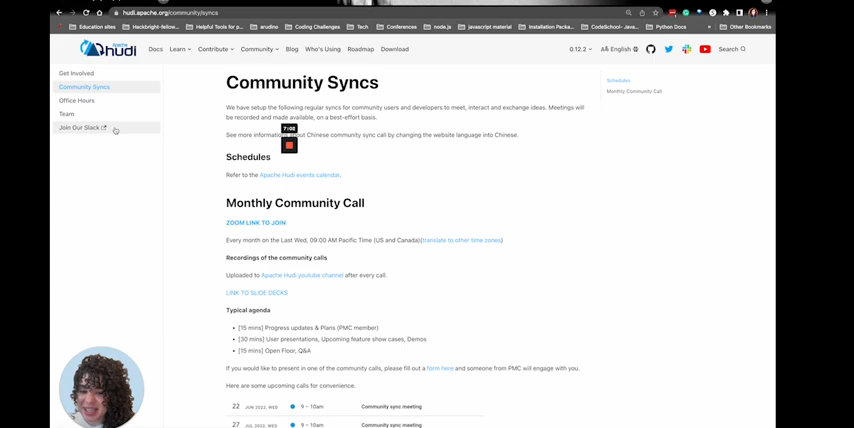 hudi.apache.org/community/syncs
Education sites
Hackbright-fellow...
Helpful Tools for p...
arudino
Coding Challenges
Tech
Conferences
node.js
javascript material
Installation Packa...
CodeSchool- Java...
Python Docs
»
Other Bookmarks
APACHE
hudi
Docs
Learn
Contribute
Community
Blog
Who's Using
Roadmap
Download
0.12.2
English
Search
Get Involved
Community Syncs
Office Hours
Team
Join Our Slack
Community Syncs
We have setup the following regular syncs for community users and developers to meet, interact and exchange ideas. Meetings will
be recorded and made available, on a best-effort basis.
7:02
See more information about Chinese community sync call by changing the website language into Chinese.
Schedules
Refer to the Apache Hudi events calendar.
Monthly Community Call
ZOOM LINK TO JOIN
Every month on the Last Wed, 09:00 AM Pacific Time (US and Canada)(translate to other time zones)
Recordings of the community calls
Uploaded to Apache Hudi youtube channel after every call.
LINK TO SLIDE DECKS
Typical agenda
• [15 mins] Progress updates & Plans (PMC member)
• [30 mins] User presentations, Upcoming feature show cases, Demos
• [15 mins] Open Floor, Q&A
If you would like to present in one of the community calls, please fill out a form here and someone from PMC will engage with you.
Here are some upcoming calls for convenience.
22 JUN 2022, WED 9 – 10am Community sync meeting
27 JUL 2022, WED 9 – 10am Community sync meeting
Schedules
Monthly Community Call